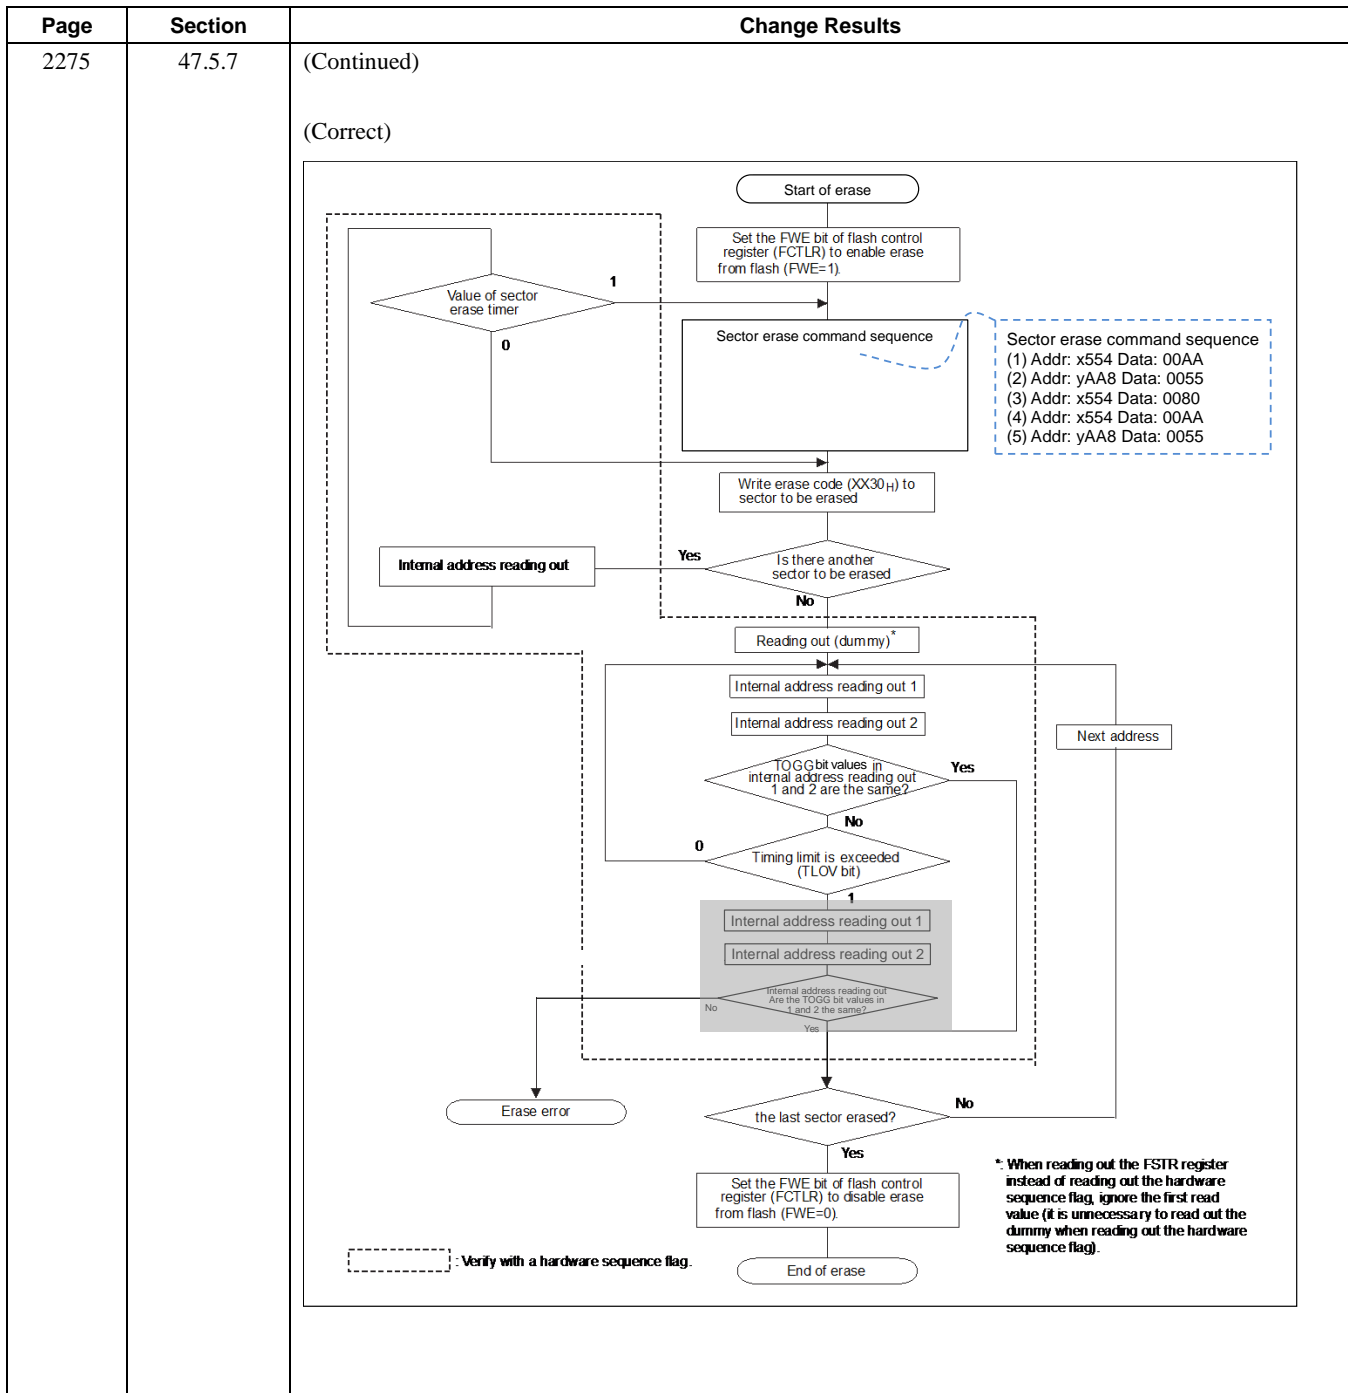 Page Section Change Results
2275 47.5.7 (Continued)
(Correct)
Start of erase
Set the FWE bit of flash control
register (FCTLR) to enable erase
from flash (FWE=1).
Value of sector
erase timer
1
0
Sector erase command sequence
Sector erase command sequence
(1) Addr: x554 Data: 00AA
(2) Addr: yAA8 Data: 0055
(3) Addr: x554 Data: 0080
(4) Addr: x554 Data: 00AA
(5) Addr: yAA8 Data: 0055
Write erase code (XX30H) to
sector to be erased
Internal address reading out
Yes
Is there another
sector to be erased
No
Reading out (dummy)*
Internal address reading out 1
Internal address reading out 2
Next address
TOGG bit values in
internal address reading out
1 and 2 are the same?
Yes
No
0
Timing limit is exceeded
(TLOV bit)
1
Internal address reading out 1
Internal address reading out 2
Internal address reading out
Are the TOGG bit values in
1 and 2 the same?
No
Yes
Erase error
the last sector erased?
No
Yes
Set the FWE bit of flash control
register (FCTLR) to disable erase
from flash (FWE=0).
*: When reading out the FSTR register
instead of reading out the hardware
sequence flag, ignore the first read
value (it is unnecessary to read out the
dummy when reading out the hardware
sequence flag).
: Verify with a hardware sequence flag.
End of erase